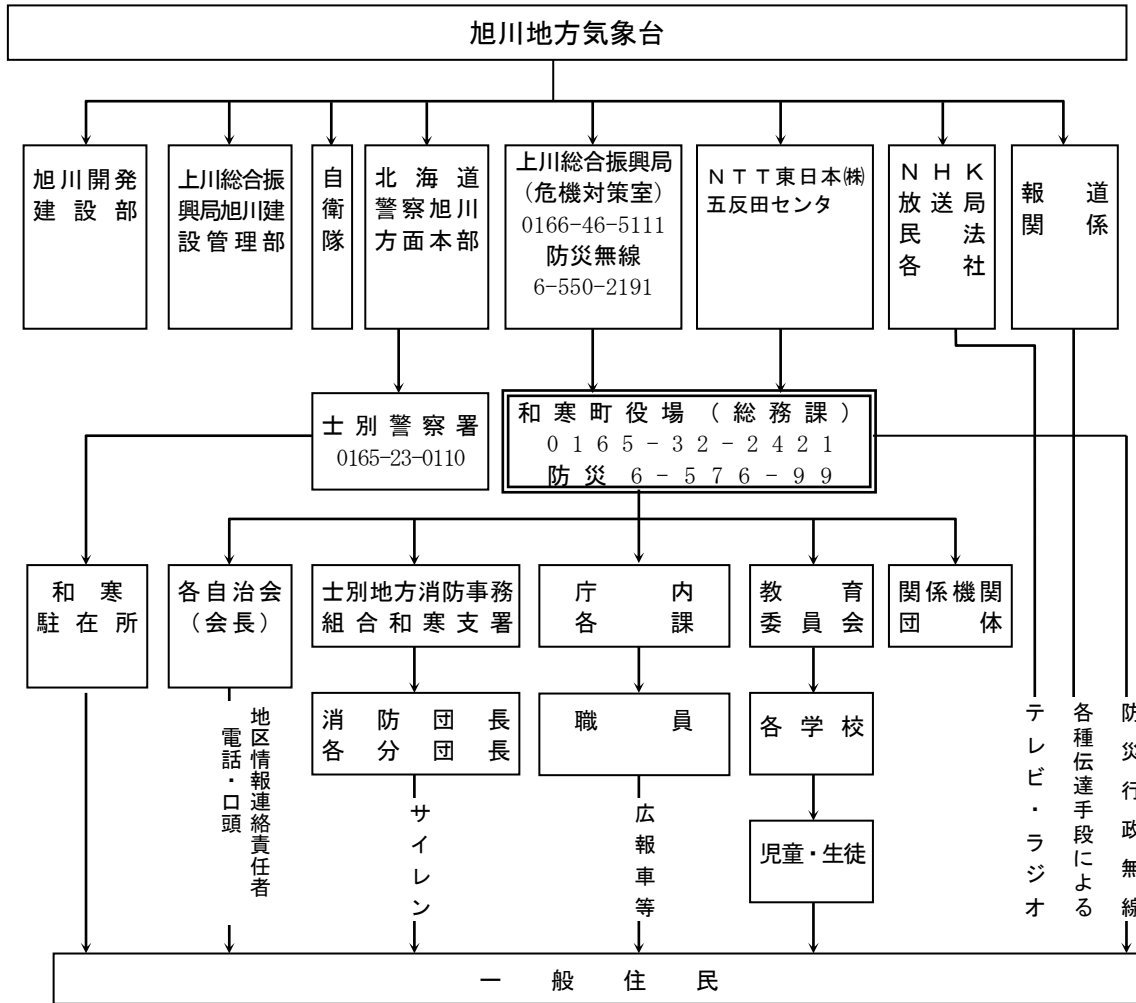 旭川地方気象台
旭川開発
建設部
上川総合振
興局旭川建
設管理部
自
衛
隊
北海道
警察旭川
方面本部
上川総合振興局
(危機対策室)
0166-46-5111
防災無線
6-550-2191
NTT東日本㈱
五反田センタ
NHK
放送局
民法
各社
報道
関係
士別警察署
0165-23-0110
和寒町役場(総務課)
0165-32-2421
防災 6-576-99
和寒
駐在所
各自治会
(会長)
士別地方消防事務
組合和寒支署
庁内
各課
教育
委員会
関係機関
団体
消防団長
各分団長
職員
各学校
児童・生徒
地区情報連絡責任者
電話・口頭
サイレン
広報車等
テレビ・ラジオ
各種伝達手段による
防災行政無線
一般住民